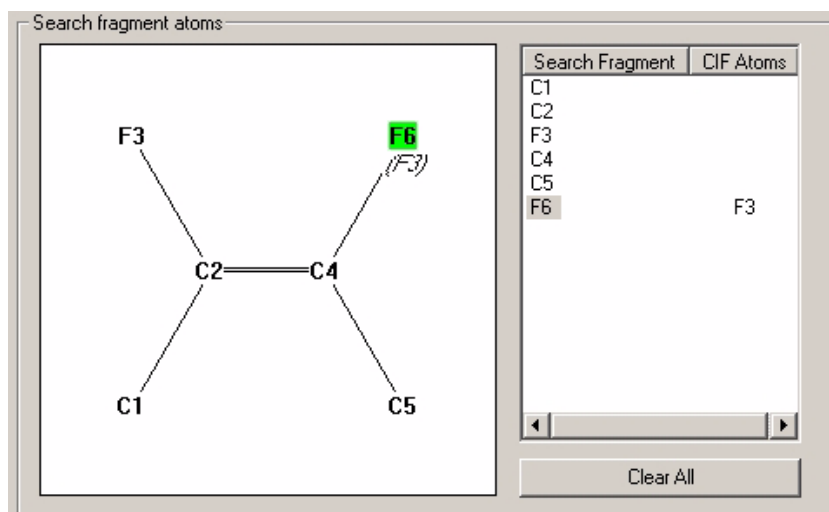 Search fragment atoms
F3 F6
(F3)
C2 C4
C1 C5
Search Fragment CIF Atoms
C1
C2
F3
C4
C5
F6 F3
Clear All